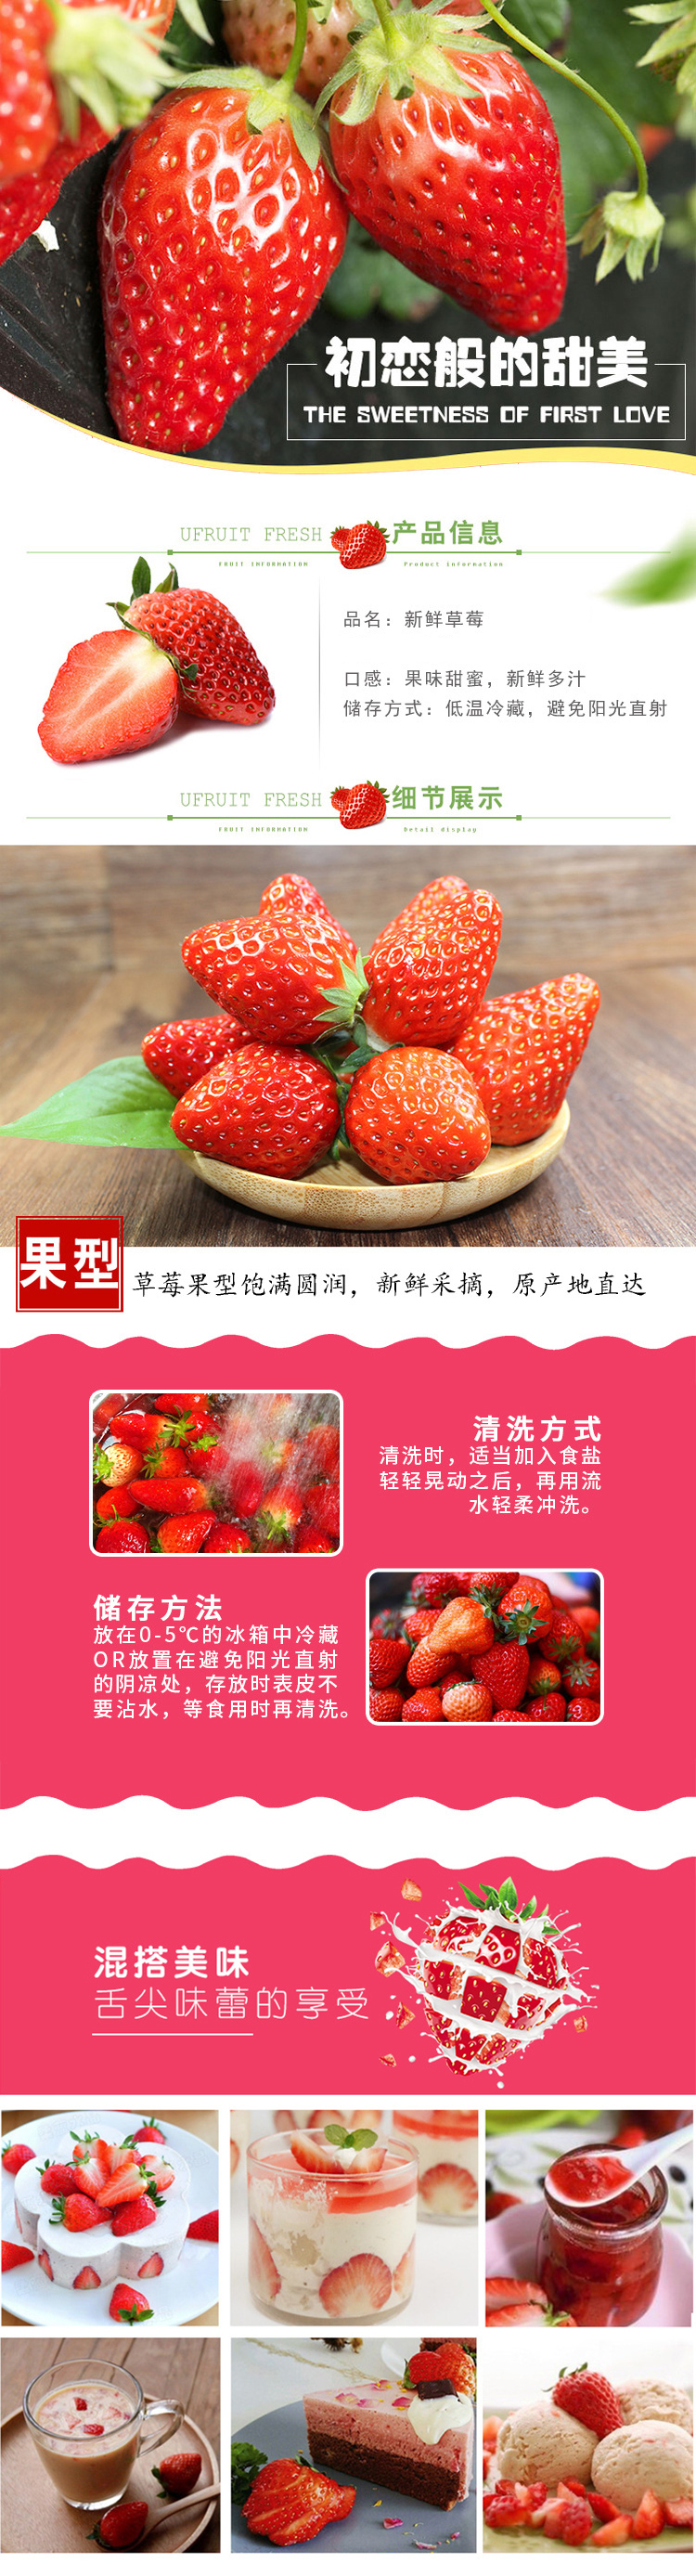 初恋般的甜美
THE SWEETNESS OF FIRST LOVE
UFRUIT FRESH 产品信息
FRUIT INFORMATION Product information
品名：新鲜草莓
口感：果味甜蜜，新鲜多汁
储存方式：低温冷藏，避免阳光直射
UFRUIT FRESH 细节展示
FRUIT INFORMATION Detail display
果型
草莓果型饱满圆润，新鲜采摘，原产地直达
清洗方式
清洗时，适当加入食盐
轻轻晃动之后，再用流
水轻柔冲洗。
储存方法
放在0-5℃的冰箱中冷藏
OR放置在避免阳光直射
的阴凉处，存放时表皮不
要沾水，等食用时再清洗。
混搭美味
舌尖味蕾的享受